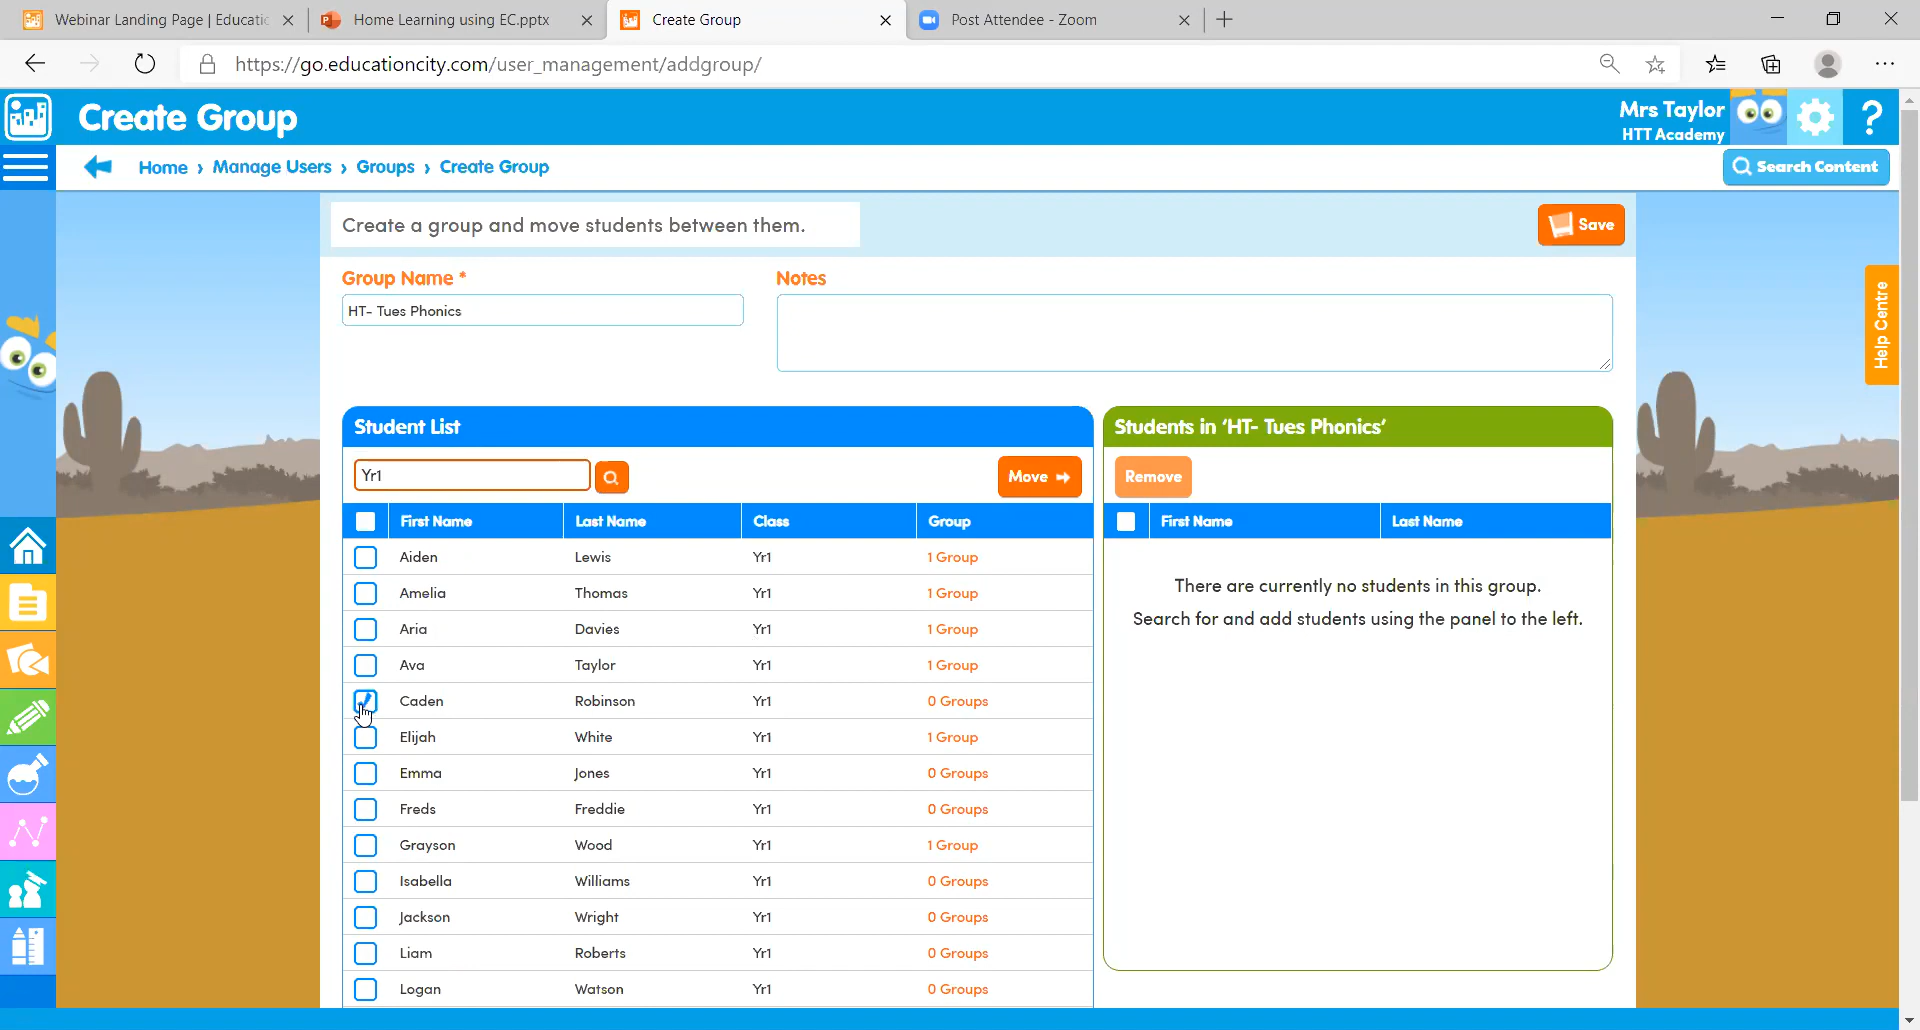 Webinar Landing Page | Educatic
Home Learning using EC.pptx
Create Group
Post Attendee - Zoom
https://go.educationcity.com/user_management/addgroup/
Create Group
Mrs Taylor
HTT Academy
?
Home › Manage Users › Groups › Create Group
Search Content
Create a group and move students between them.
Save
Help Centre
Group Name *
Notes
HT- Tues Phonics
Student List
Students in ‘HT- Tues Phonics’
Yr1
Move
Remove
First Name Last Name Class Group
First Name Last Name
Aiden Lewis Yr1 1 Group
Amelia Thomas Yr1 1 Group
Aria Davies Yr1 1 Group
Ava Taylor Yr1 1 Group
Caden Robinson Yr1 0 Groups
Elijah White Yr1 1 Group
Emma Jones Yr1 0 Groups
Freds Freddie Yr1 0 Groups
Grayson Wood Yr1 1 Group
Isabella Williams Yr1 0 Groups
Jackson Wright Yr1 0 Groups
Liam Roberts Yr1 0 Groups
Logan Watson Yr1 0 Groups
There are currently no students in this group.
Search for and add students using the panel to the left.